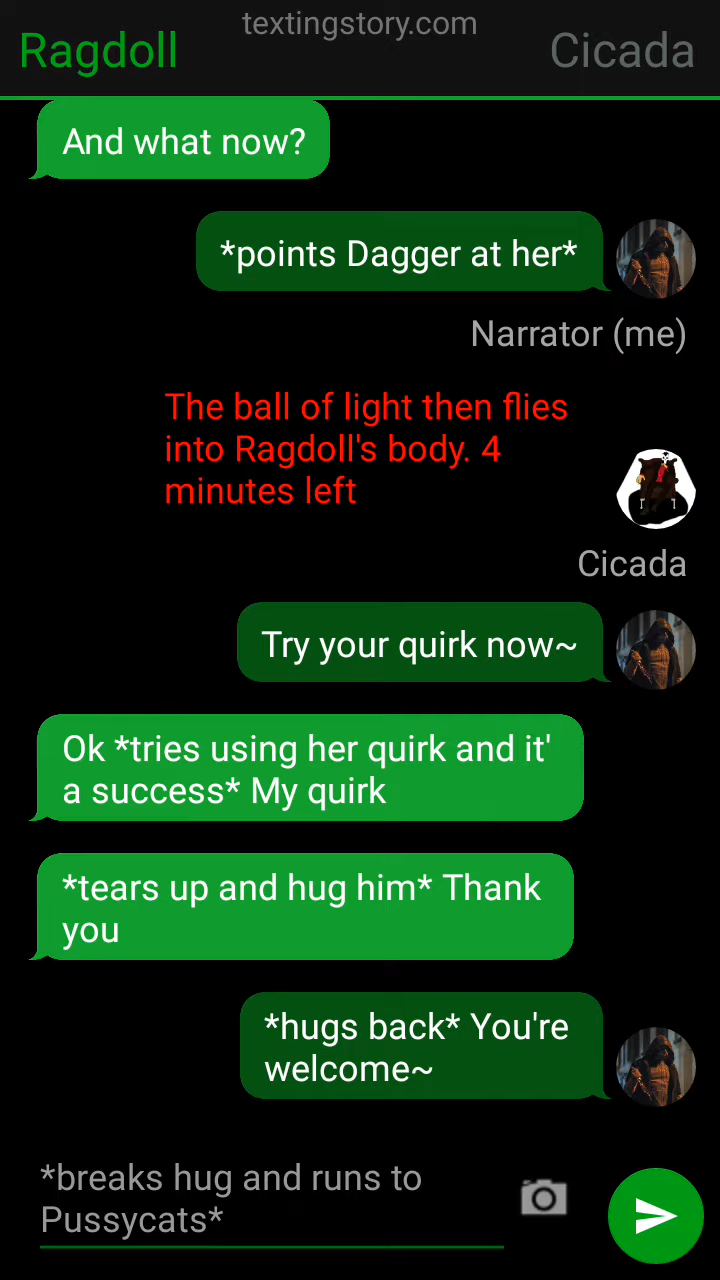 textingstory.com
Ragdoll
Cicada
And what now?
*points Dagger at her*
Narrator (me)
The ball of light then flies
into Ragdoll's body. 4
minutes left
Cicada
Try your quirk now~
Ok *tries using her quirk and it'
a success* My quirk
*tears up and hug him* Thank
you
*hugs back* You're
welcome~
*breaks hug and runs to
Pussycats*